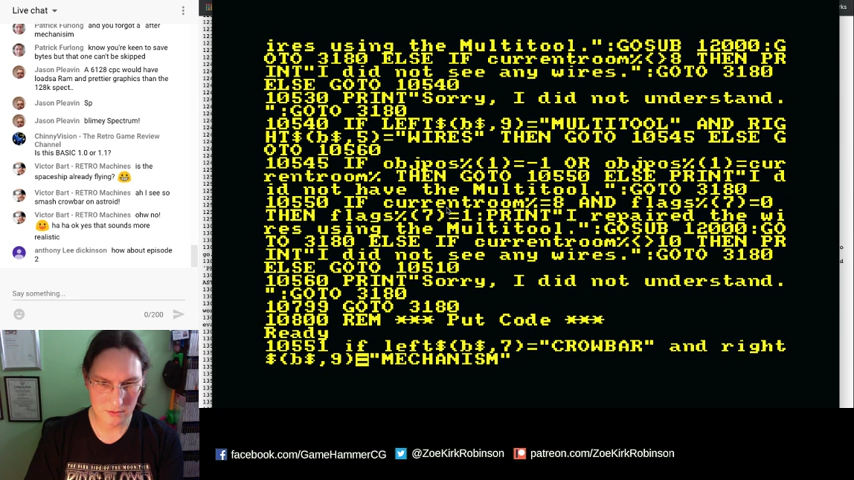 Live chat
Patrick Furlong and you forgot a " after
mechanisim
Patrick Furlong know you're keen to save
bytes but that one can't be skipped
Jason Pleavin A 6128 cpc would have
loadsa Ram and prettier graphics than the
128k spect..
Jason Pleavin Sp
Jason Pleavin blimey Spectrum!
ChinnyVision - The Retro Game Review
Channel
Is this BASIC 1.0 or 1.1?
Victor Bart - RETRO Machines is the
spaceship already flying?
Victor Bart - RETRO Machines ah I see so
smash crowbar on astroid!
Victor Bart - RETRO Machines ohw no!
ha ha ok yes that sounds more
realistic
anthony Lee dickinson how about episode
2
Say something...
0/200
ires using the Multitool.":GOSUB 12000:G
OTO 3180 ELSE IF currentroom%<>8 THEN PR
INT"I did not see any wires.":GOTO 3180
ELSE GOTO 10540
10530 PRINT"Sorry, I did not understand.
":GOTO 3180
10540 IF LEFT$(b$,9)="MULTITOOL" AND RIG
HT$(b$,5)="WIRES" THEN GOTO 10545 ELSE G
OTO 10560
10545 IF objpos%(1)=-1 OR objpos%(1)=cur
rentroom% THEN GOTO 10550 ELSE PRINT"I d
id not have the Multitool.":GOTO 3180
10550 IF currentroom%=8 AND flags%(7)=0
THEN flags%(7)=1:PRINT"I repaired the wi
res using the Multitool.":GOSUB 12000:GO
TO 3180 ELSE IF currentroom%<>10 THEN PR
INT"I did not see any wires.":GOTO 3180
ELSE GOTO 10510
10560 PRINT"Sorry, I did not understand.
":GOTO 3180
10799 GOTO 3180
10800 REM *** Put Code ***
Ready
10551 if left$(b$,7)="CROWBAR" and right
$(b$,9)="MECHANISM"
facebook.com/GameHammerCG
@ZoeKirkRobinson
patreon.com/ZoeKirkRobinson